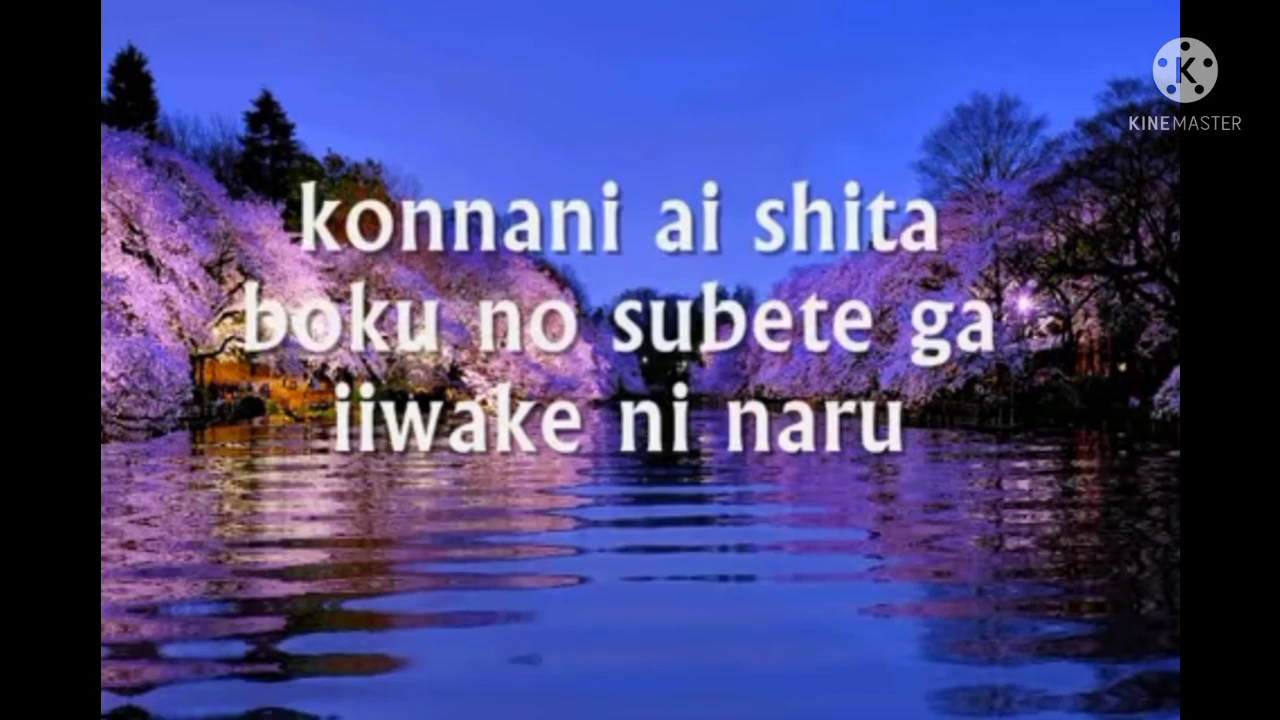 KINEMASTER
konnani ai shita
boku no subete ga
iiwake ni naru